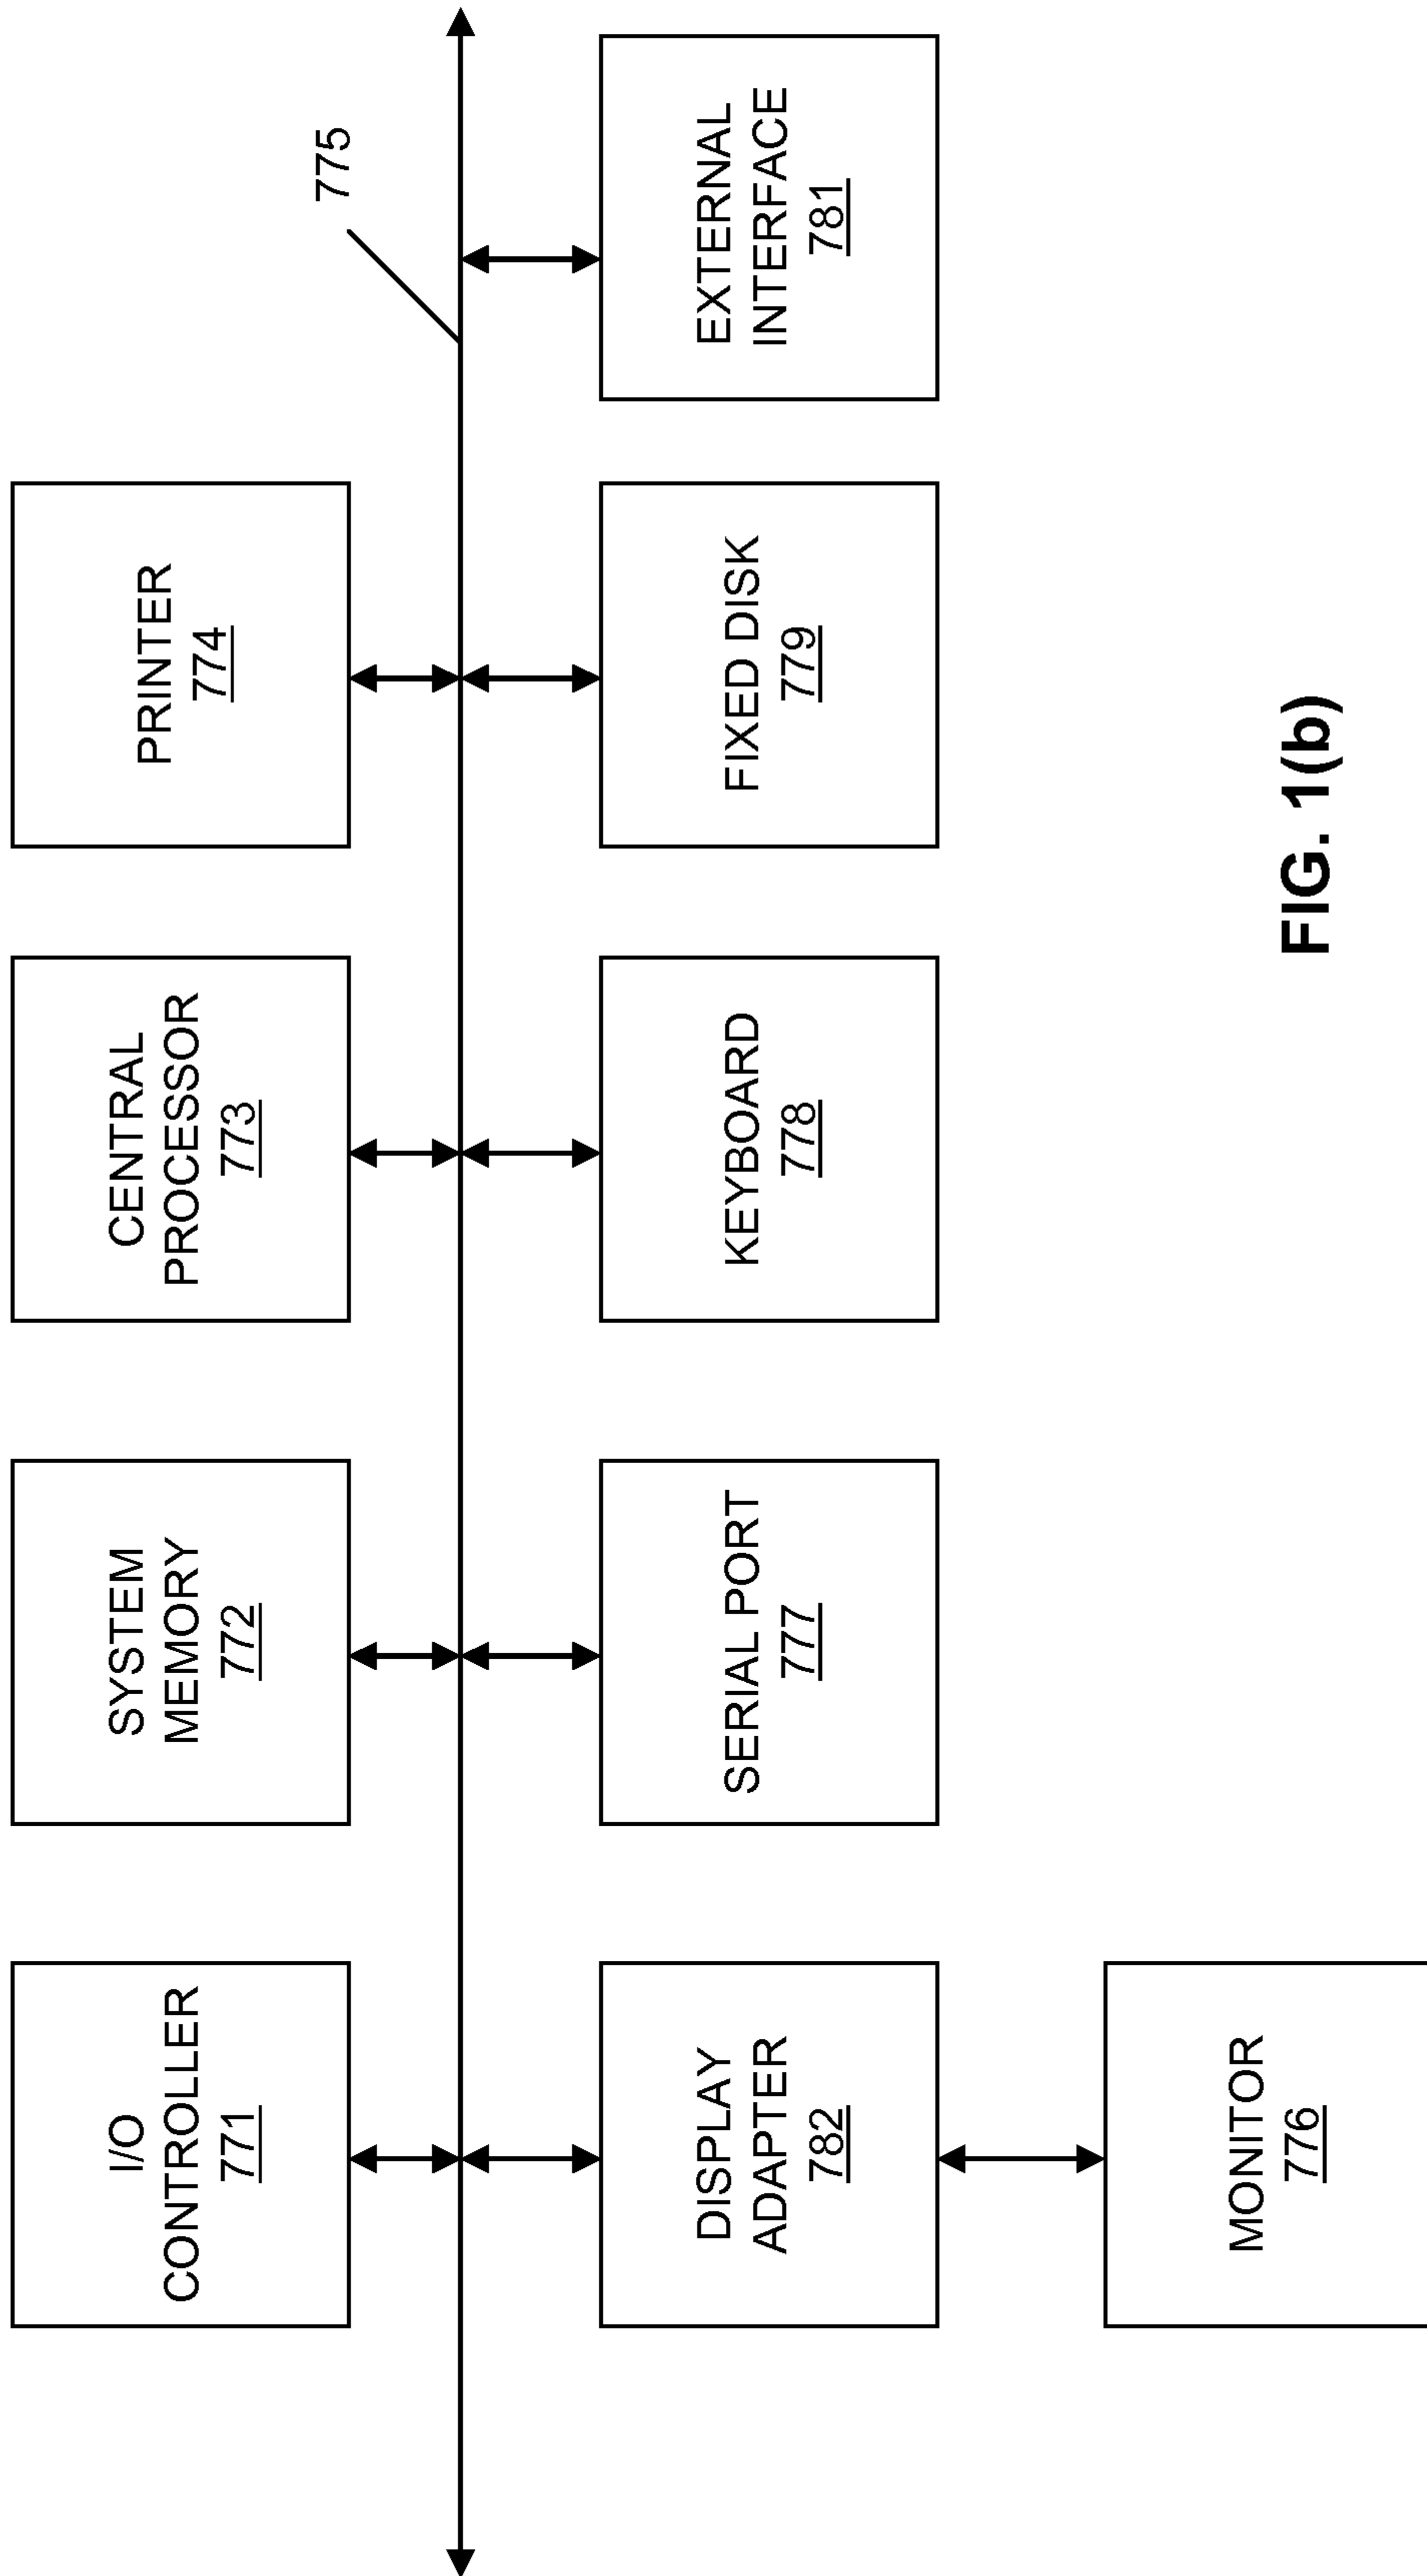 I/O
CONTROLLER
771
SYSTEM
MEMORY
772
CENTRAL
PROCESSOR
773
PRINTER
774
775
DISPLAY
ADAPTER
782
SERIAL PORT
777
KEYBOARD
778
FIXED DISK
779
EXTERNAL
INTERFACE
781
MONITOR
776
FIG. 1(b)